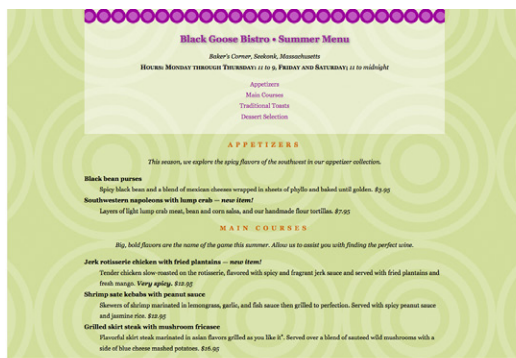 Black Goose Bistro • Summer Menu
Baker's Corner, Seekonk, Massachusetts
Hours: Monday through Thursday: 11 to 9, Friday and Saturday; 11 to midnight
Appetizers
Main Courses
Traditional Toasts
Dessert Selection
APPETIZERS
This season, we explore the spicy flavors of the southwest in our appetizer collection.
Black bean purses
Spicy black bean and a blend of mexican cheeses wrapped in sheets of phyllo and baked until golden. $3.95
Southwestern napoleons with lump crab — new item!
Layers of light lump crab meat, bean and corn salsa, and our handmade flour tortillas. $7.95
MAIN COURSES
Big, bold flavors are the name of the game this summer. Allow us to assist you with finding the perfect wine.
Jerk rotisserie chicken with fried plantains — new item!
Tender chicken slow-roasted on the rotisserie, flavored with spicy and fragrant jerk sauce and served with fried plantains and
fresh mango. Very spicy. $12.95
Shrimp sate kebabs with peanut sauce
Skewers of shrimp marinated in lemongrass, garlic, and fish sauce then grilled to perfection. Served with spicy peanut sauce
and jasmine rice. $12.95
Grilled skirt steak with mushroom fricasee
Flavorful skirt steak marinated in asian flavors grilled as you like it*. Served over a blend of sauteed wild mushrooms with a
side of blue cheese mashed potatoes. $16.95